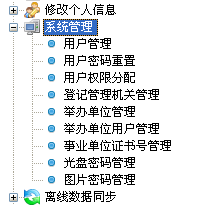 修改个人信息
系统管理
用户管理
用户密码重置
用户权限分配
登记管理机关管理
举办单位管理
举办单位用户管理
事业单位证书号管理
光盘密码管理
图片密码管理
离线数据同步